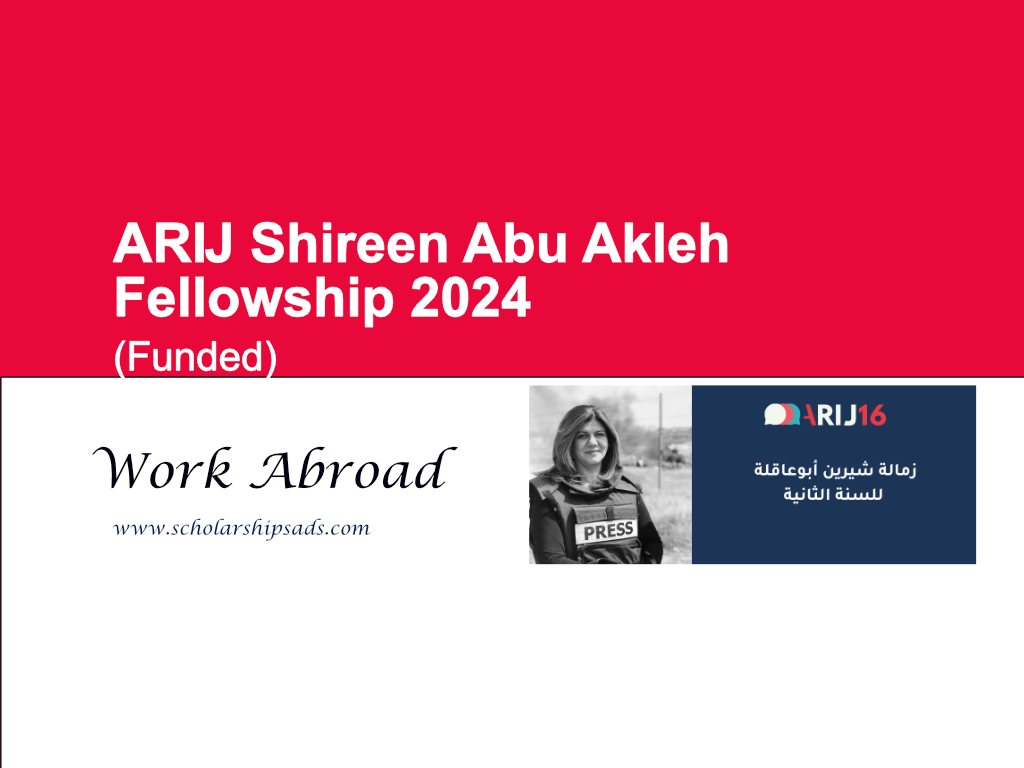 ARIJ Shireen Abu Akleh
Fellowship 2024
(Funded)
Work Abroad
www.scholarshipsads.com
PRESS
ARIJ16
زمالة شيرين أبوعاقلة
للسنة الثانية